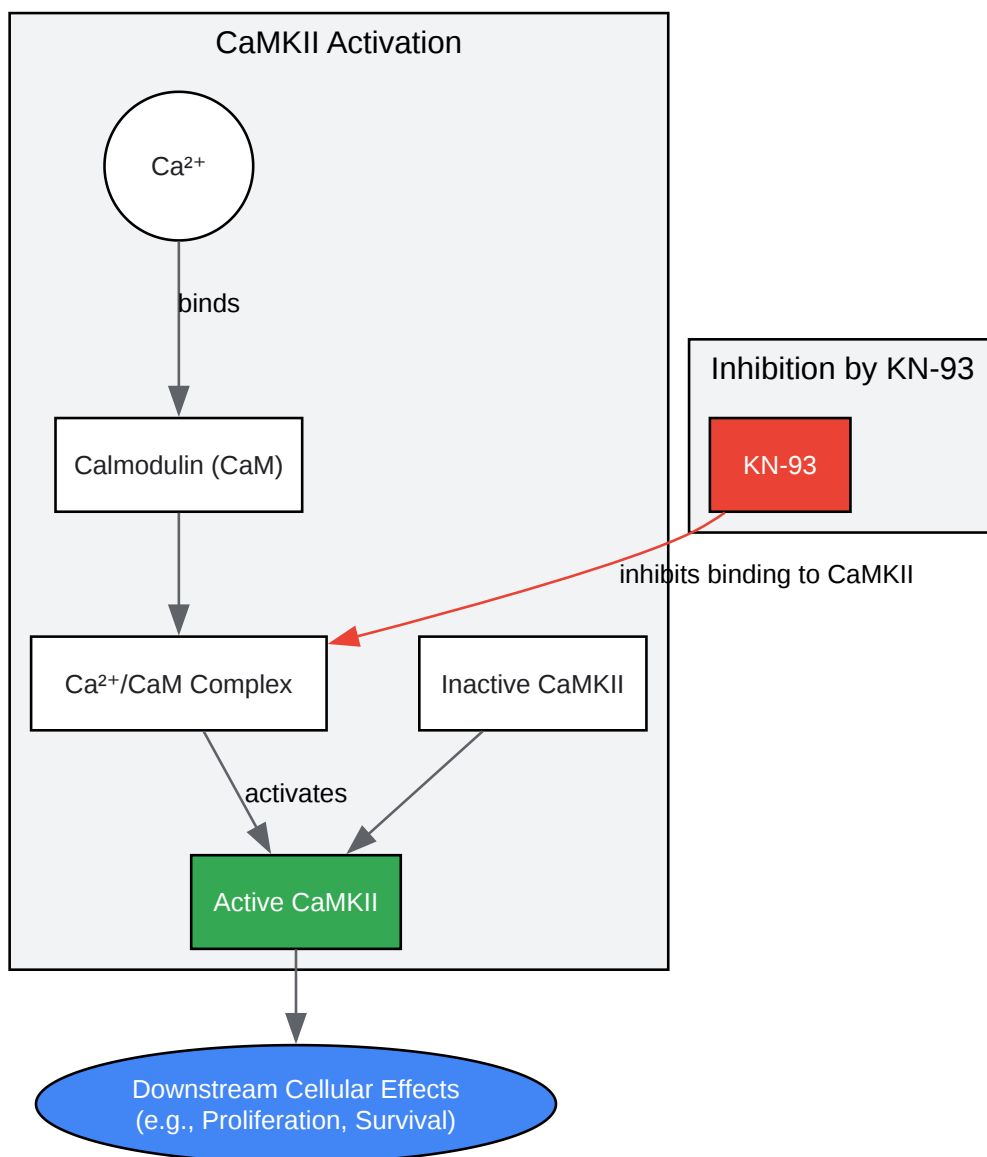 CaMKII Activation
Ca²⁺
binds
Calmodulin (CaM)
Inhibition by KN-93
KN-93
inhibits binding to CaMKII
Ca²⁺/CaM Complex
Inactive CaMKII
activates
Active CaMKII
Downstream Cellular Effects
(e.g., Proliferation, Survival)